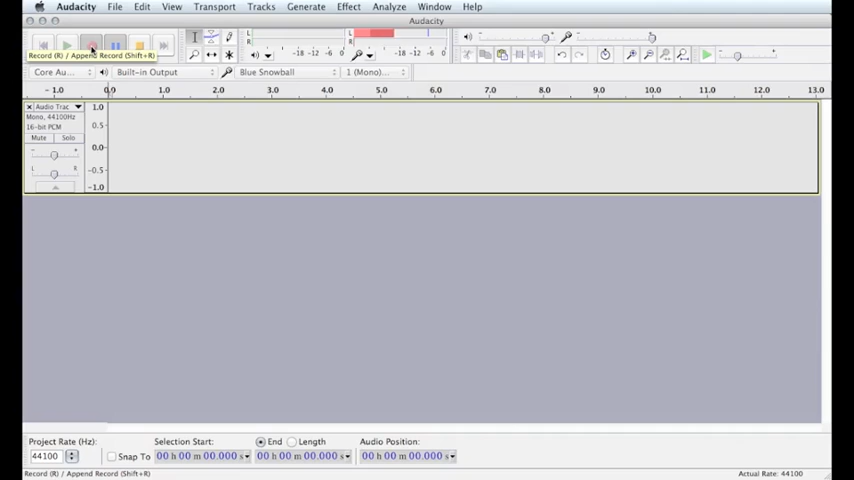 Audacity File Edit View Transport Tracks Generate Effect Analyze Window Help
Audacity
L R L R -18 -12 -6 0 -18 -12 -6 0
Record (R) / Append Record (Shift+R)
Core Au... Built-in Output Blue Snowball 1 (Mono)...
- 1.0 0.0 1.0 2.0 3.0 4.0 5.0 6.0 7.0 8.0 9.0 10.0 11.0 12.0 13.0
Audio Trac 1.0
Mono, 44100Hz
16-bit PCM 0.5
Mute Solo
- + 0.0
L R -0.5
-1.0
Project Rate (Hz): Selection Start: End Length Audio Position:
44100 Snap To 00 h 00 m 00.000 s 00 h 00 m 00.000 s 00 h 00 m 00.000 s
Record (R) / Append Record (Shift+R) Actual Rate: 44100